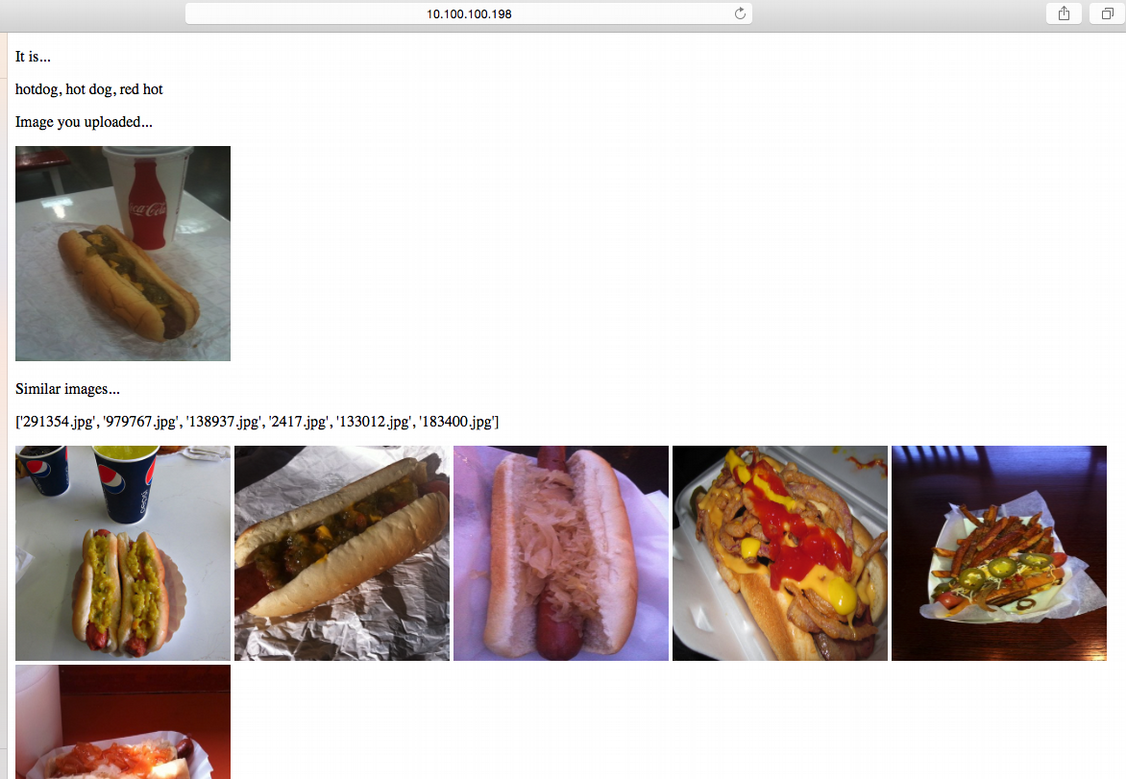 10.100.100.198
It is...
hotdog, hot dog, red hot
Image you uploaded...
Coca-Cola
Similar images...
['291354.jpg', '979767.jpg', '138937.jpg', '2417.jpg', '133012.jpg', '183400.jpg']
pepsi